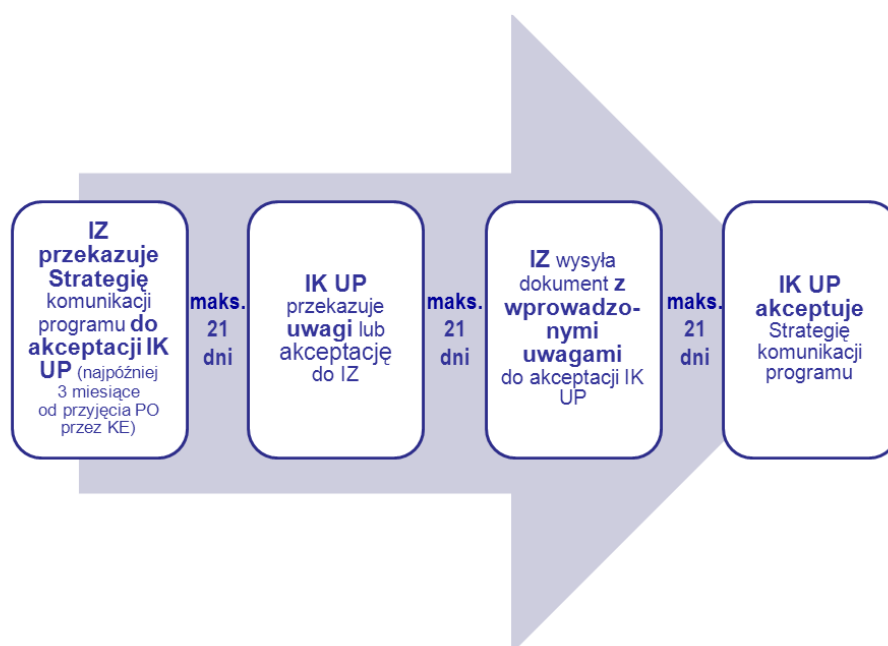 IZ
przekazuje
Strategię
komunikacji
programu do
akceptacji IK
UP (najpóźniej
3 miesiące
od przyjęcia PO
przez KE)
maks.
21
dni
IK UP
przekazuje
uwagi lub
akceptację
do IZ
maks.
21
dni
IZ wysyła
dokument z
wprowadzo-
nymi
uwagami
do akceptacji IK
UP
maks.
21
dni
IK UP
akceptuje
Strategię
komunikacji
programu